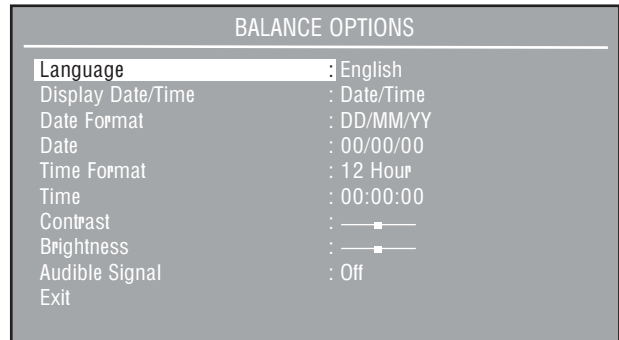 BALANCE OPTIONS
Language : English
Display Date/Time : Date/Time
Date Format : DD/MM/YY
Date : 00/00/00
Time Format : 12 Hour
Time : 00:00:00
Contrast :
Brightness :
Audible Signal : Off
Exit